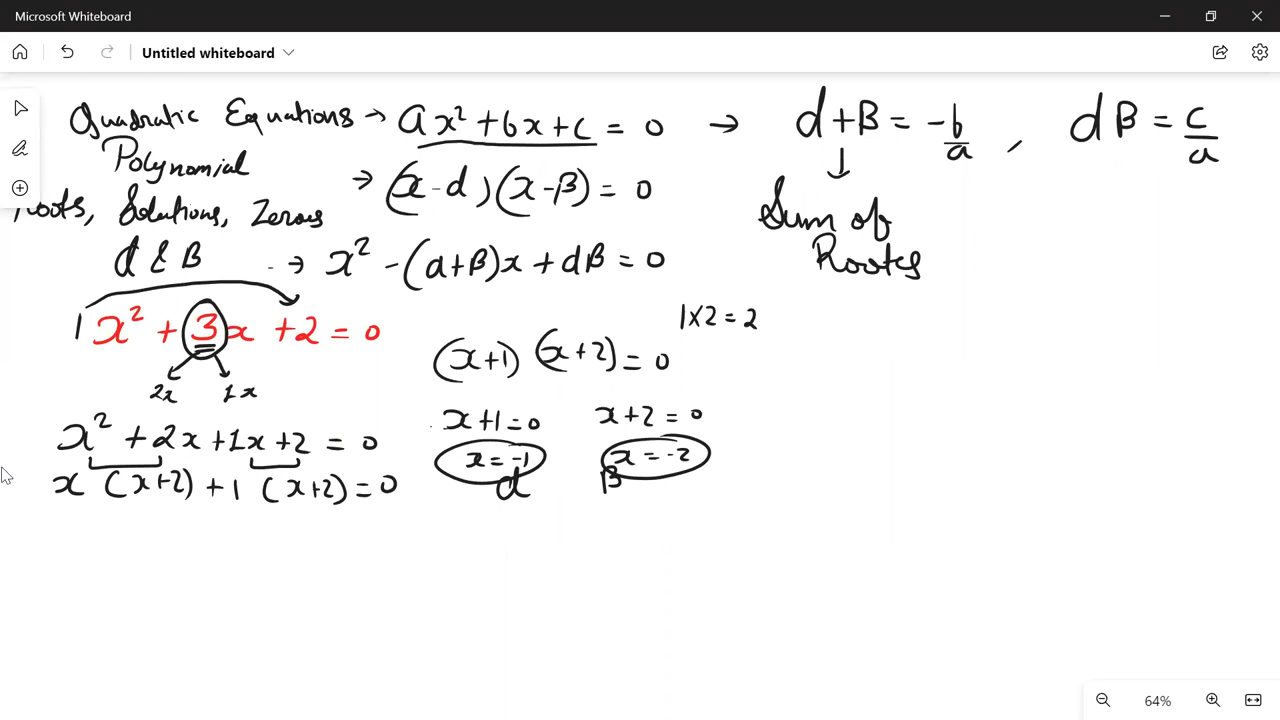 Microsoft Whiteboard
Untitled whiteboard
Quadratic Equations → ax² + bx + c = 0 → α + β = -b/a , αβ = c/a
Polynomial
→ (x - α) (x - β) = 0
Roots, Solutions, Zeroes
↓
Sum of
Roots
α & β → x² - (α + β)x + αβ = 0
1x² + 3x + 2 = 0
2x 1x
1 x 2 = 2
(x+1) (x+2) = 0
x² + 2x + 1x + 2 = 0
x (x+2) + 1 (x+2) = 0
x+1 = 0 x+2 = 0
x = -1 x = -2
α β
64%